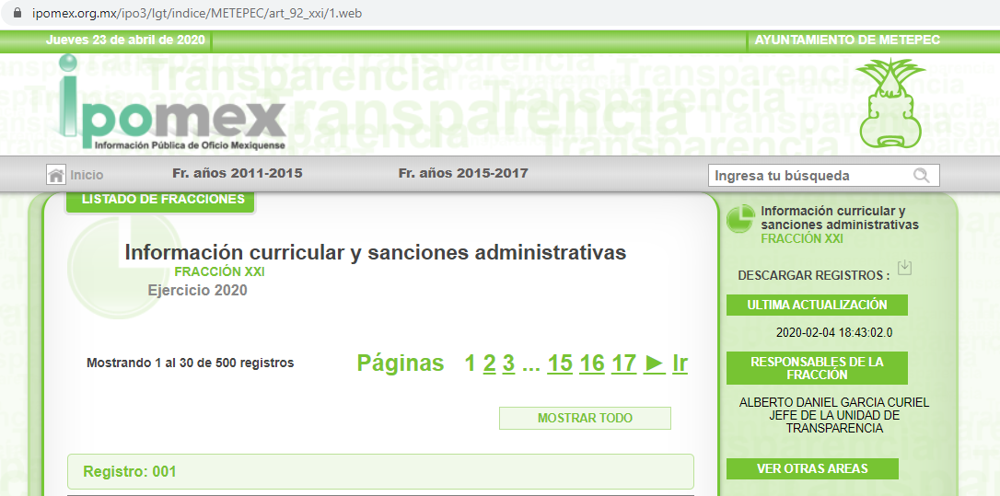 ipomex.org.mx/ipo3/lgt/indice/METEPEC/art_92_xxi/1.web
Jueves 23 de abril de 2020
AYUNTAMIENTO DE METEPEC
Transparencia
ipomex
Información Pública de Oficio Mexiquense
Inicio
Fr. años 2011-2015
Fr. años 2015-2017
Ingresa tu búsqueda
LISTADO DE FRACCIONES
Información curricular y sanciones administrativas
FRACCIÓN XXI
Ejercicio 2020
Mostrando 1 al 30 de 500 registros
Páginas 1 2 3 ... 15 16 17 ► Ir
MOSTRAR TODO
Registro: 001
Información curricular y
sanciones administrativas
FRACCIÓN XXI
DESCARGAR REGISTROS :
ULTIMA ACTUALIZACIÓN
2020-02-04 18:43:02.0
RESPONSABLES DE LA
FRACCIÓN
ALBERTO DANIEL GARCIA CURIEL
JEFE DE LA UNIDAD DE
TRANSPARENCIA
VER OTRAS AREAS